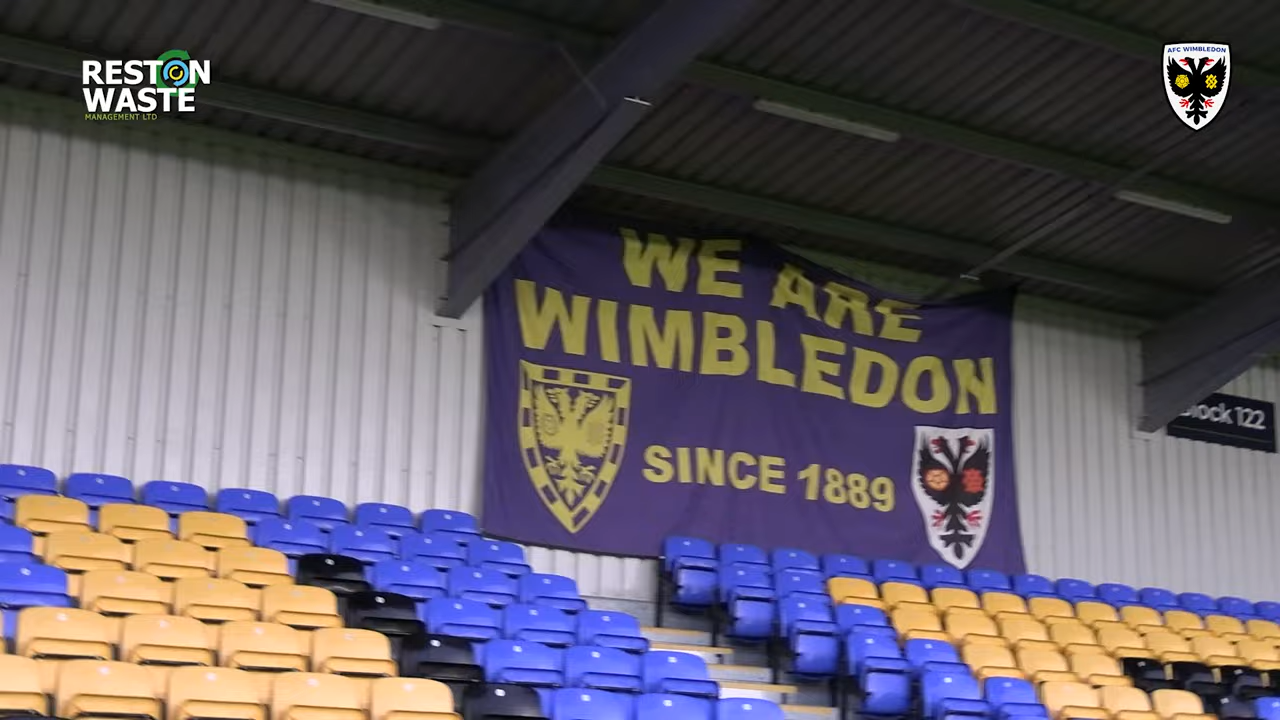 RESTON
WASTE
MANAGEMENT LTD
AFC WIMBLEDON
WE ARE
WIMBLEDON
SINCE 1889
Block 122